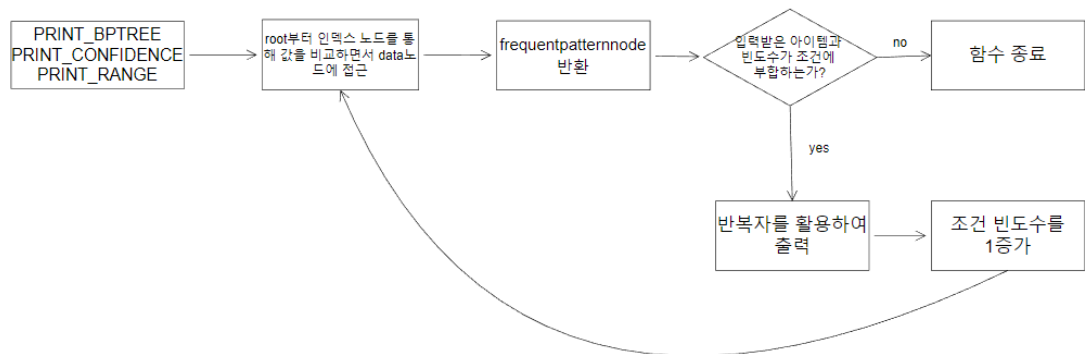 PRINT_BPTREE
PRINT_CONFIDENCE
PRINT_RANGE
root부터 인덱스 노드를 통
해 값을 비교하면서 data노
드에 접근
frequentpatternnode
반환
입력받은 아이템과
빈도수가 조건에
부합하는가?
no
함수 종료
yes
반복자를 활용하여
출력
조건 빈도수를
1증가